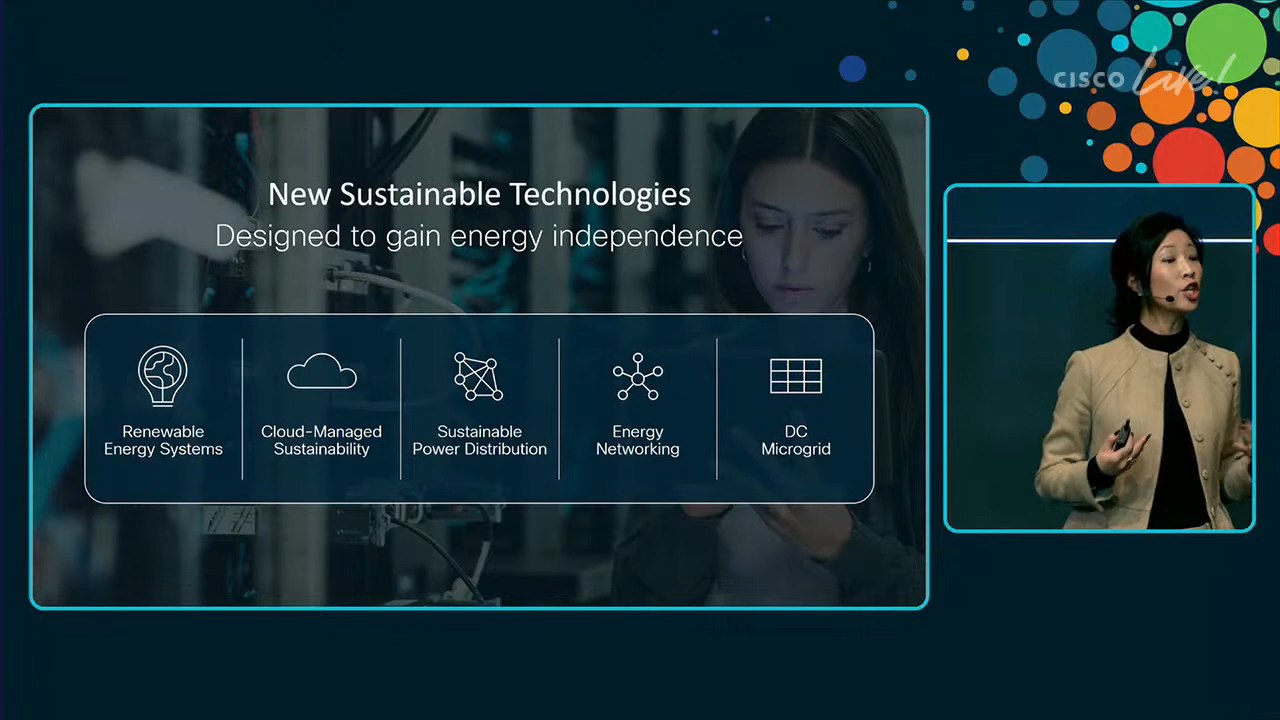 CISCO Live!
New Sustainable Technologies
Designed to gain energy independence
Renewable
Energy Systems
Cloud-Managed
Sustainability
Sustainable
Power Distribution
Energy
Networking
DC
Microgrid